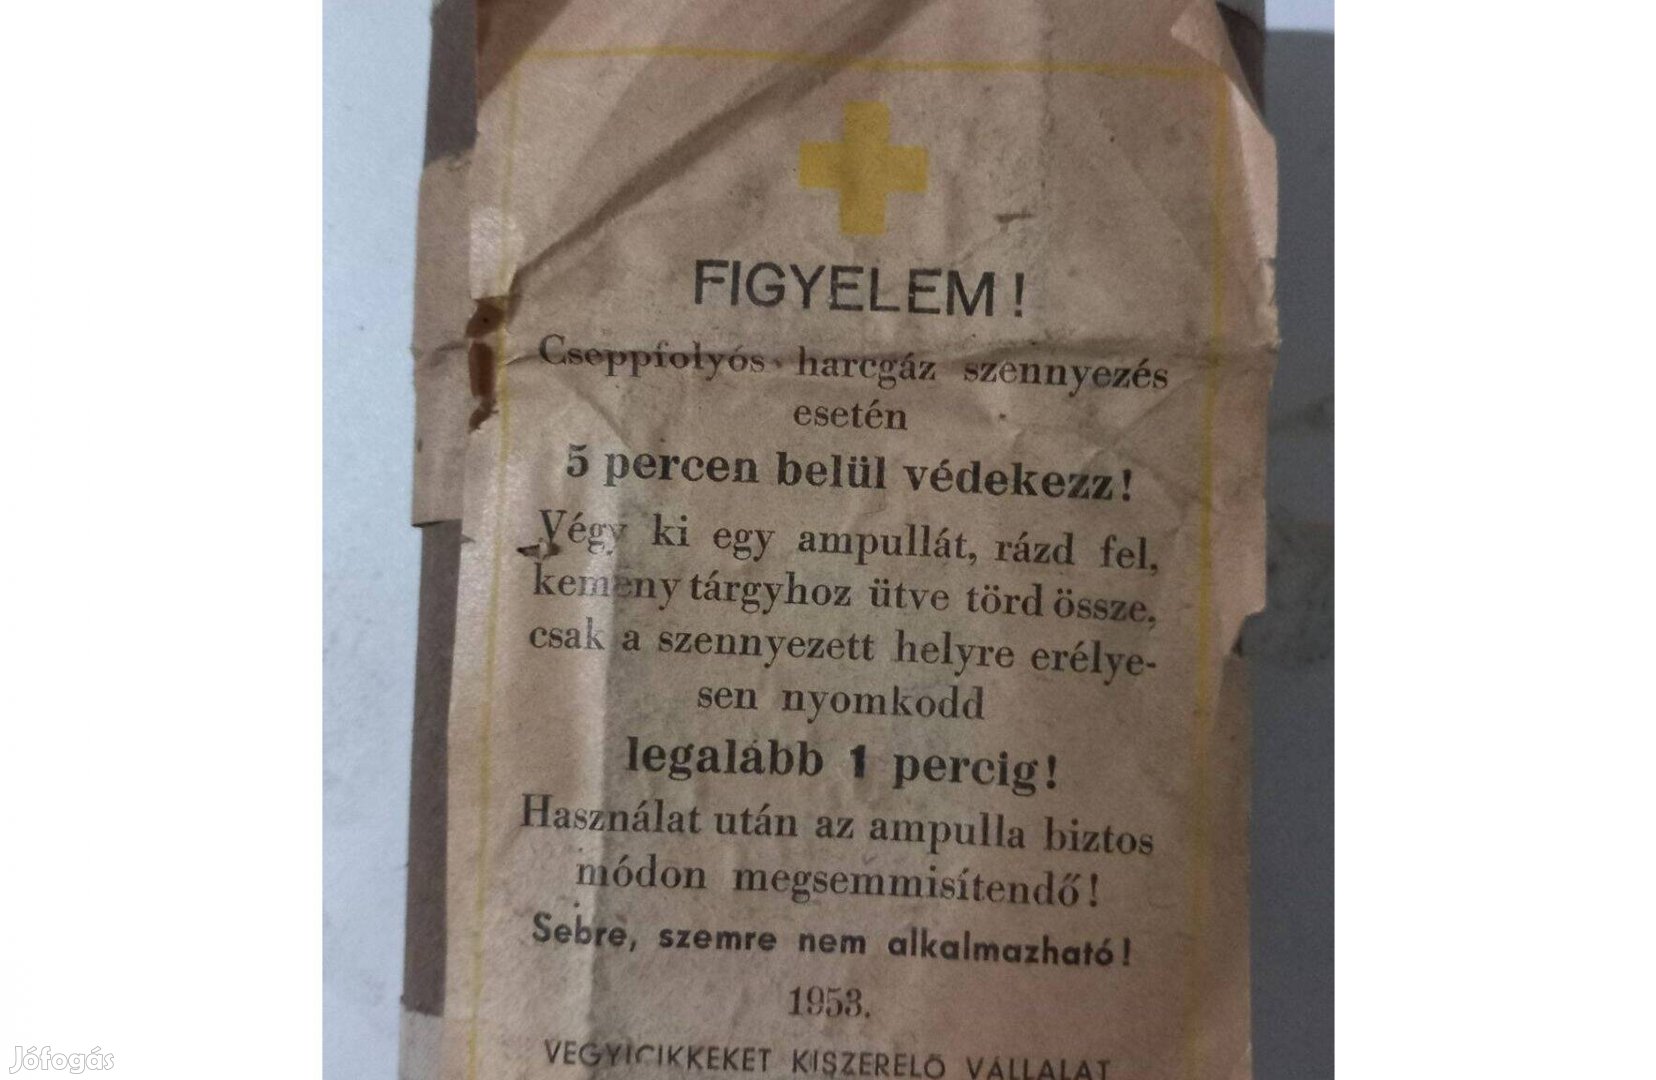 FIGYELEM!
Cseppfolyós harcgáz szennyezés
esetén
5 percen belül védekezz!
Végy ki egy ampullát, rázd fel,
kemény tárgyhoz ütve törd össze,
csak a szennyezett helyre erélye-
sen nyomkodd
legalább 1 percig!
Használat után az ampulla biztos
módon megsemmisítendő!
Sebre, szemre nem alkalmazható!
1953.
VEGYICIKKEKET KISZERELŐ VÁLLALAT
Jófogás